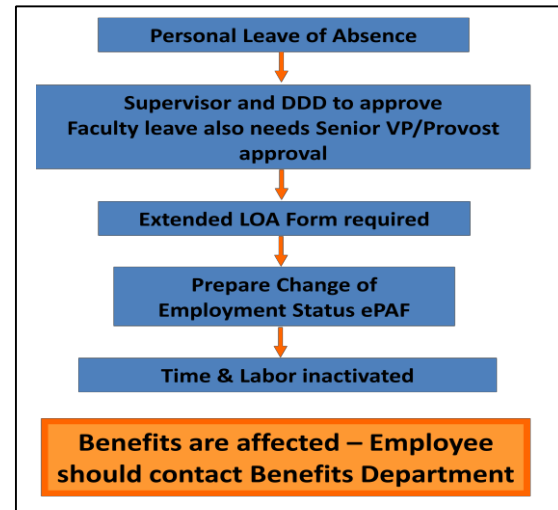 Personal Leave of Absence
Supervisor and DDD to approve
Faculty leave also needs Senior VP/Provost
approval
Extended LOA Form required
Prepare Change of
Employment Status ePAF
Time & Labor inactivated
Benefits are affected – Employee
should contact Benefits Department